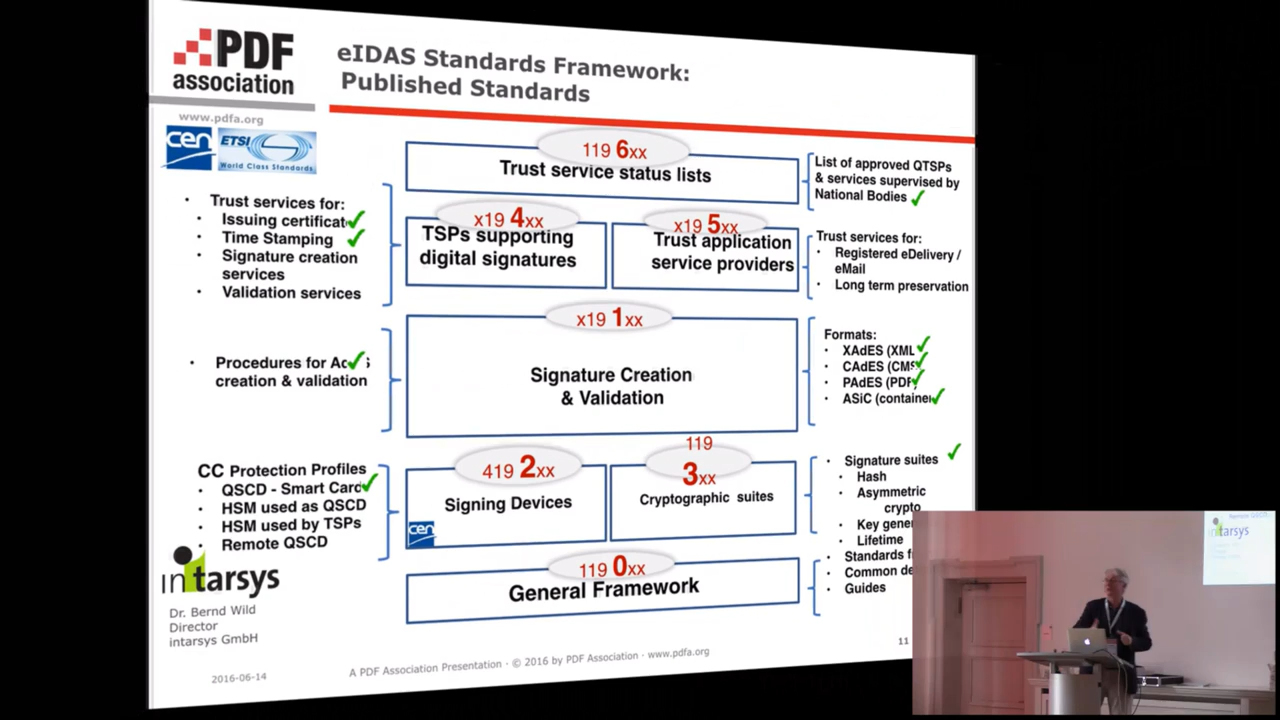 PDF
association
www.pdfa.org
eIDAS Standards Framework:
Published Standards
cen
ETSI
World Class Standards
119 6xx
Trust service status lists
List of approved QTSPs
& services supervised by
National Bodies
• Trust services for:
• Issuing certificat
• Time Stamping
• Signature creation
services
• Validation services
x19 4xx
TSPs supporting
digital signatures
x19 5xx
Trust application
service providers
Trust services for:
• Registered eDelivery /
eMail
• Long term preservation
• Procedures for
creation & validation
x19 1xx
Signature Creation
& Validation
Formats:
• XAdES (XML
• CAdES (CMS
• PAdES (PDF
• ASiC (container
CC Protection Profiles
• QSCD - Smart Card
• HSM used as QSCD
• HSM used by TSPs
• Remote QSCD
419 2xx
Signing Devices
cen
119
3xx
Cryptographic suites
• Signature suites
• Hash
• Asymmetric
crypto
• Key gene
• Lifetime
• Standards f
• Common de
• Guides
119 0xx
General Framework
intarsys
Dr. Bernd Wild
Director
intarsys GmbH
2016-06-14
A PDF Association Presentation - © 2016 by PDF Association - www.pdfa.org
11
Remote QSCD
intarsys